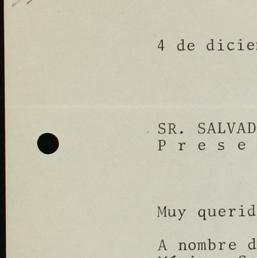 4 de dicie
SR. SALVAD
P r e s e
Muy querid
A nombre d